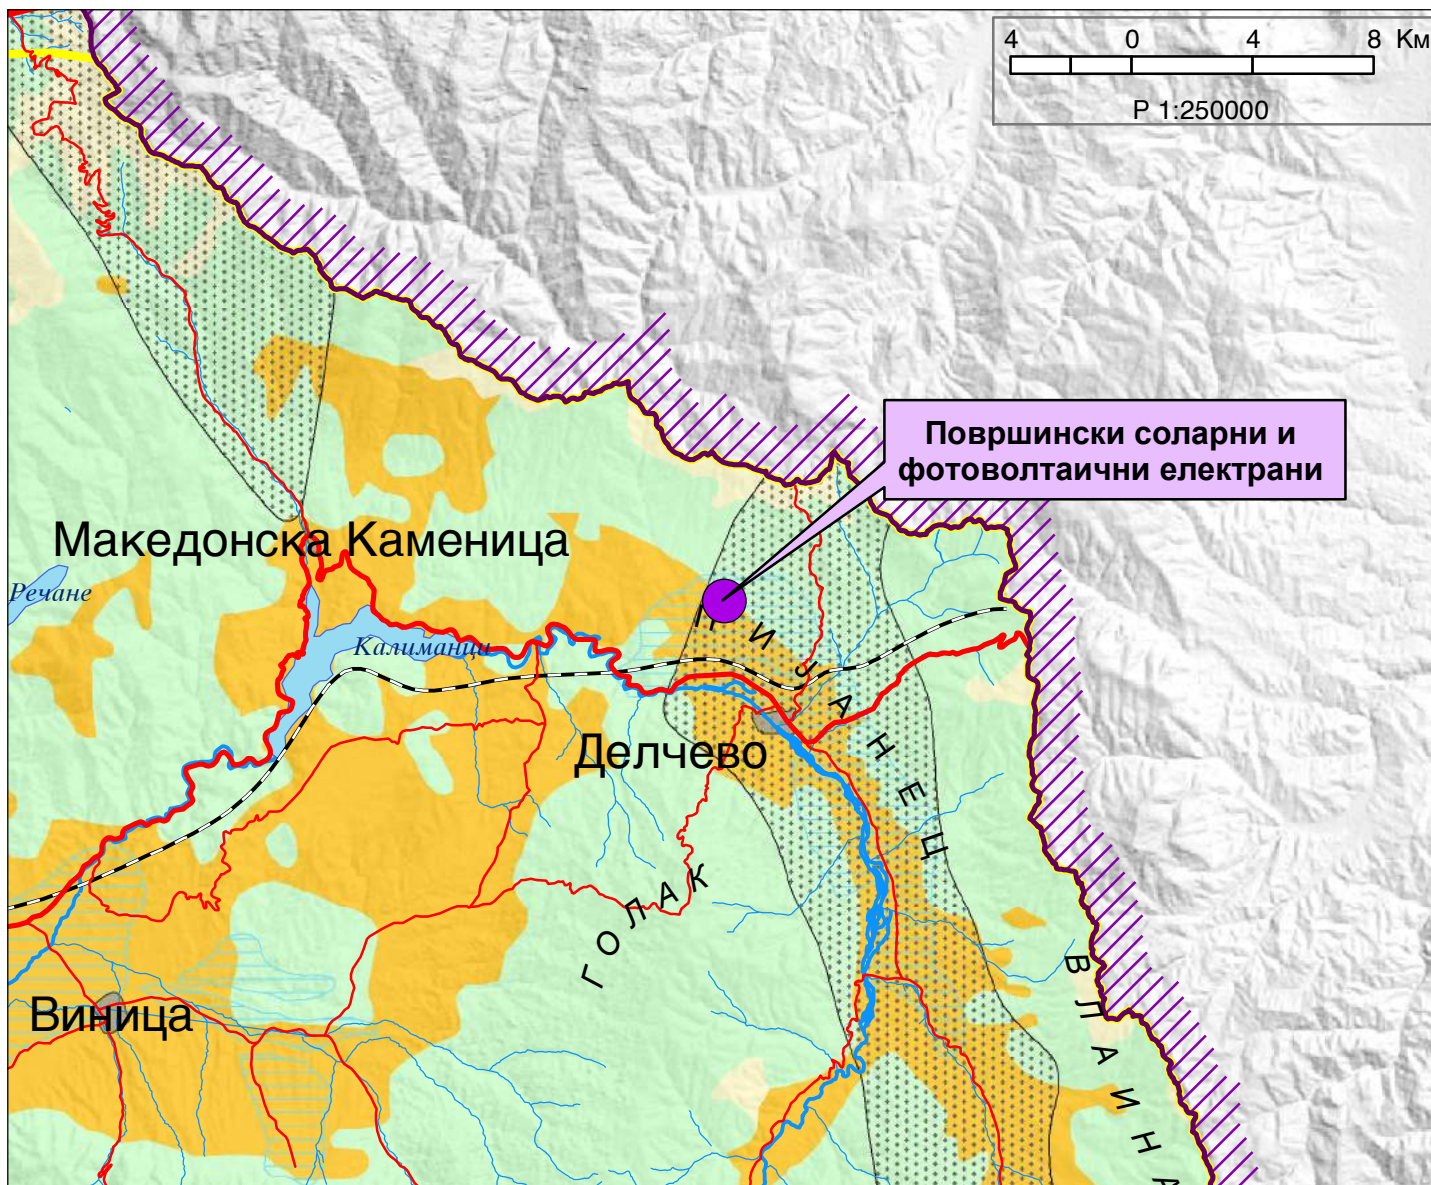 4 0 4 8 Км
Р 1:250000
Површински соларни и
фотоволтаични електрани
Македонска Каменица
Речане
Калиманци
ПИЈАНЕЦ
Делчево
ГОЛАК
Виница
ВЛАИНА